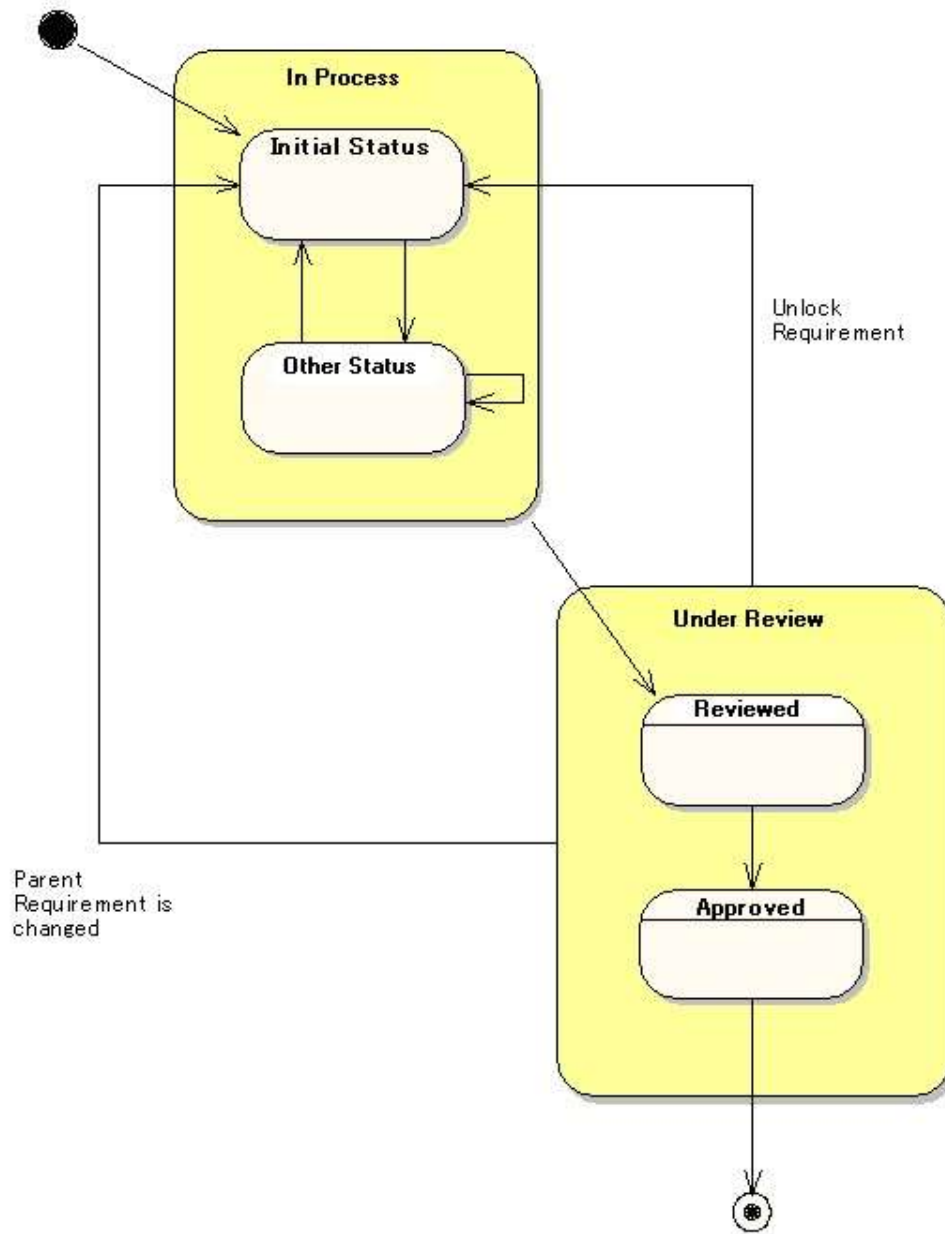 In Process
Initial Status
Other Status
Unlock
Requirement
Under Review
Reviewed
Parent
Requirement is
changed
Approved